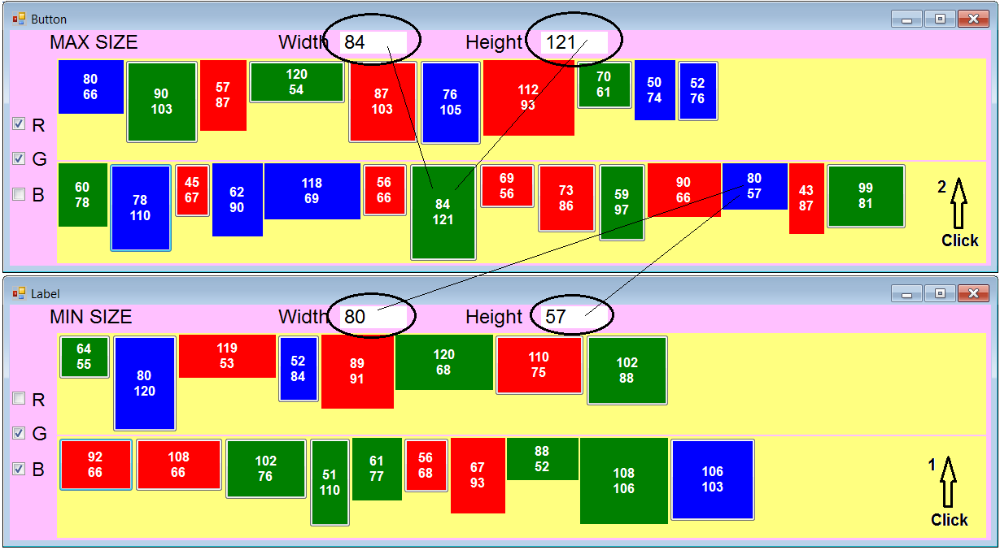 Button
MAX SIZE Width 84 Height 121
80 90 57 120 87 76 112 70 50 52
66 103 87 54 103 105 93 61 74 76
R
G
B
60 78 45 62 118 56 84 69 73 59 90 80 43 99
78 110 67 90 69 66 121 56 86 97 66 57 87 81
2
Click
Label
MIN SIZE Width 80 Height 57
64 80 119 52 89 120 110 102
55 120 53 84 91 68 75 88
R
G
B
92 108 102 51 61 56 67 88 108 106
66 66 76 110 77 68 93 52 106 103
1
Click